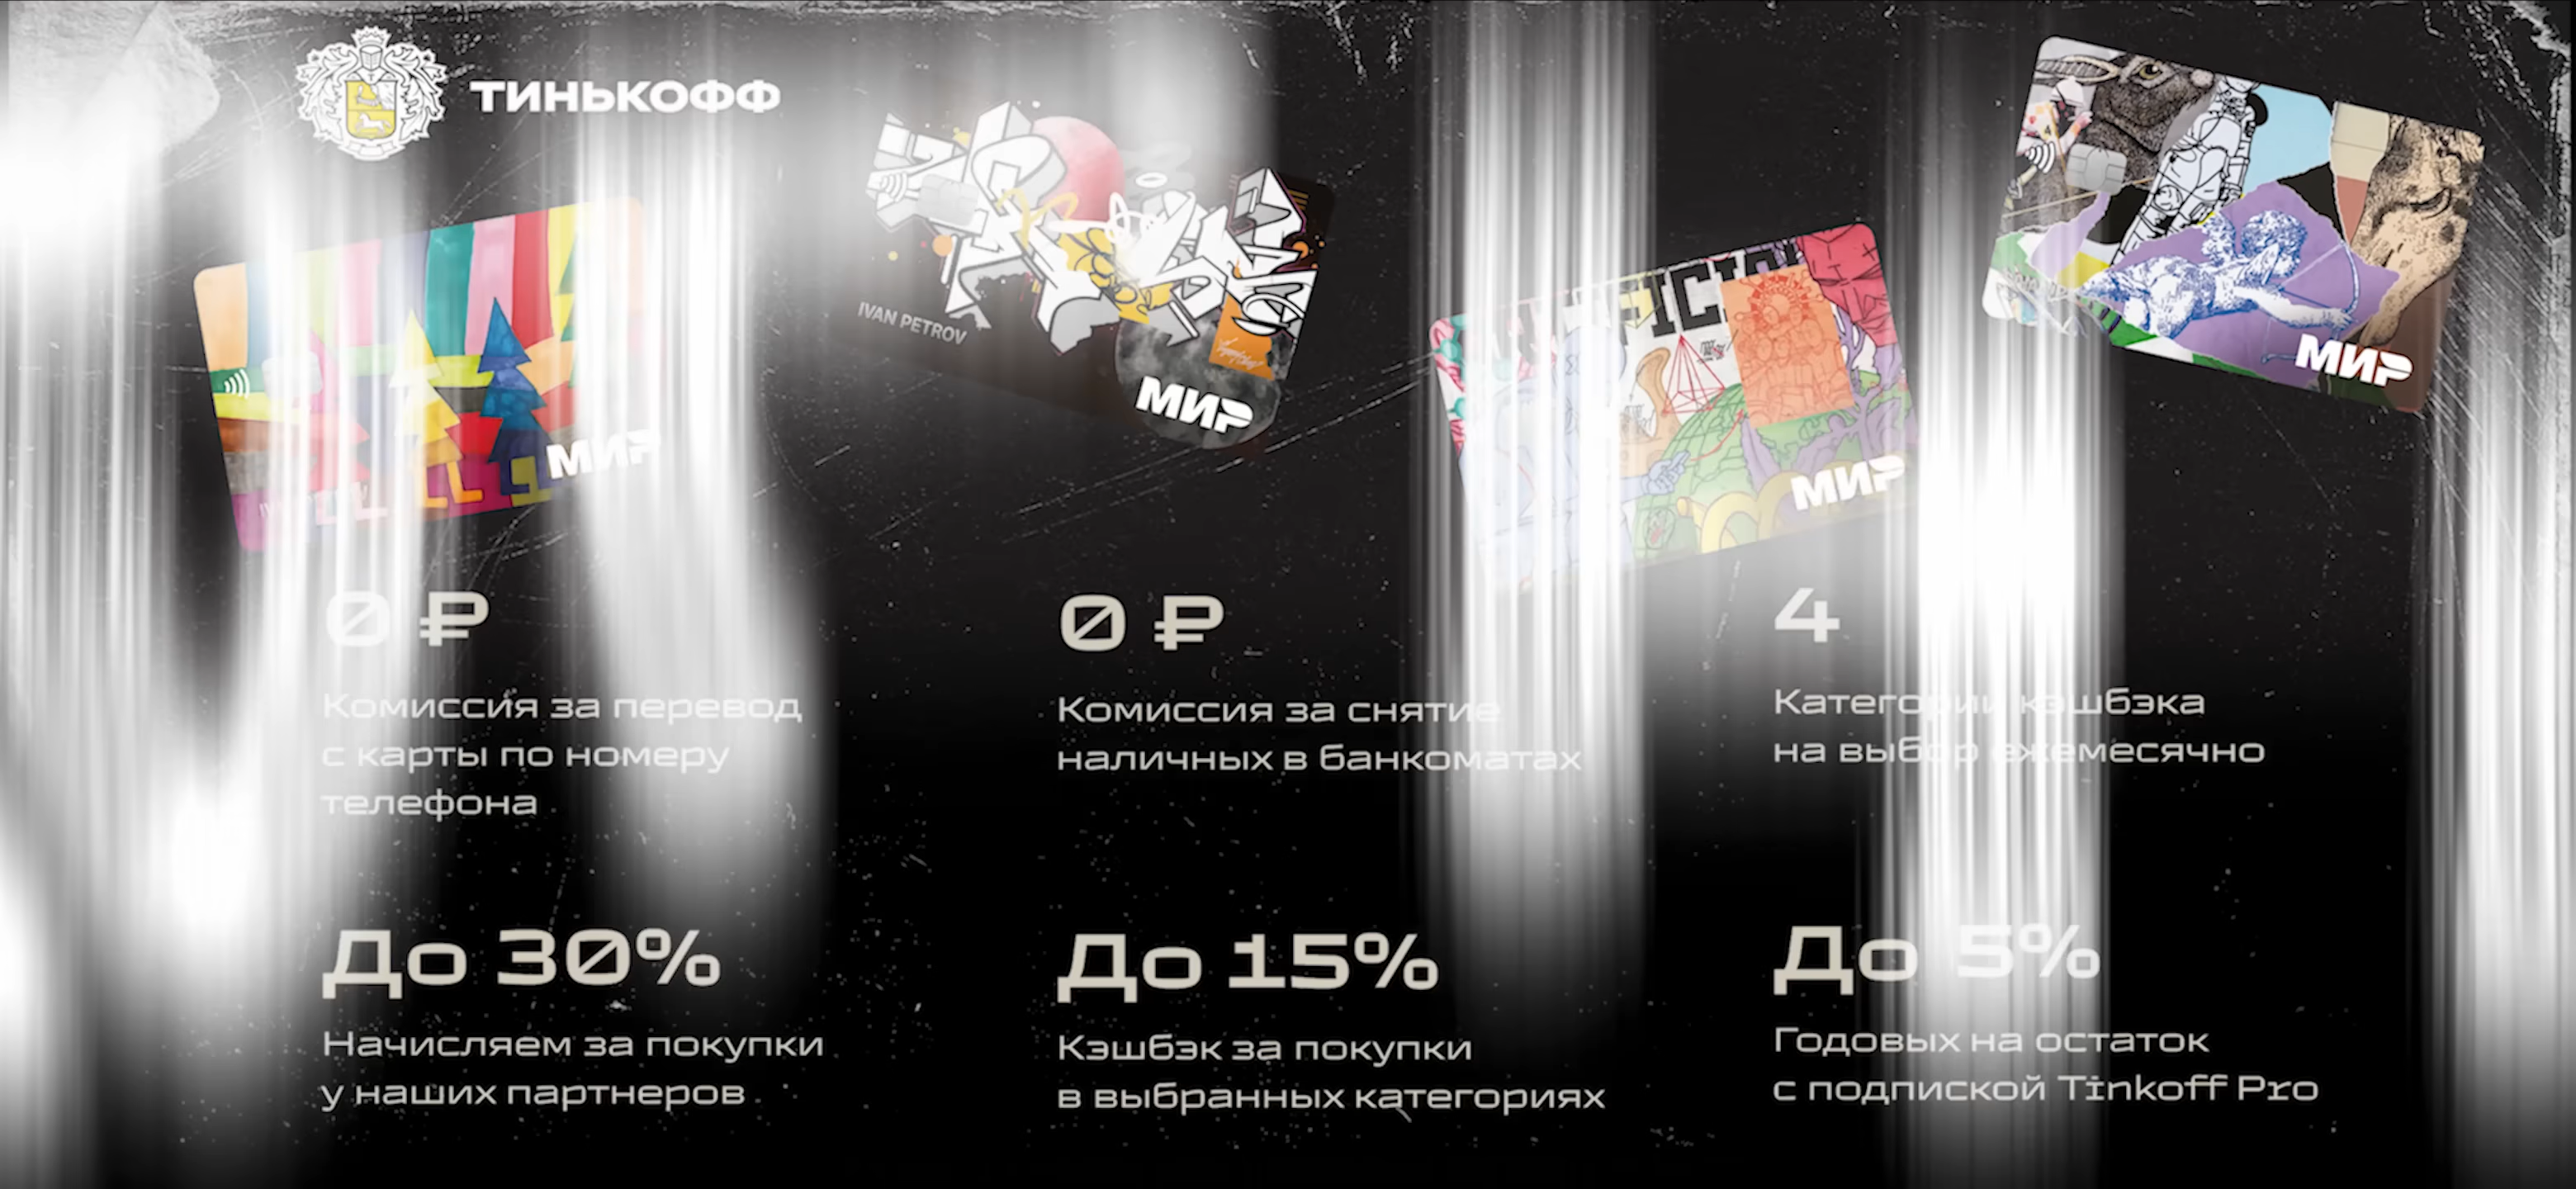 ТИНЬКОФФ
IVAN PETROV
МИР
МИР
МИР
МИР
0 ₽
Комиссия за перевод
с карты по номеру
телефона
0 ₽
Комиссия за снятие
наличных в банкоматах
4
Категории кэшбэка
на выбор ежемесячно
До 30%
Начисляем за покупки
у наших партнеров
До 15%
Кэшбэк за покупки
в выбранных категориях
До 5%
Годовых на остаток
с подпиской Tinkoff Pro